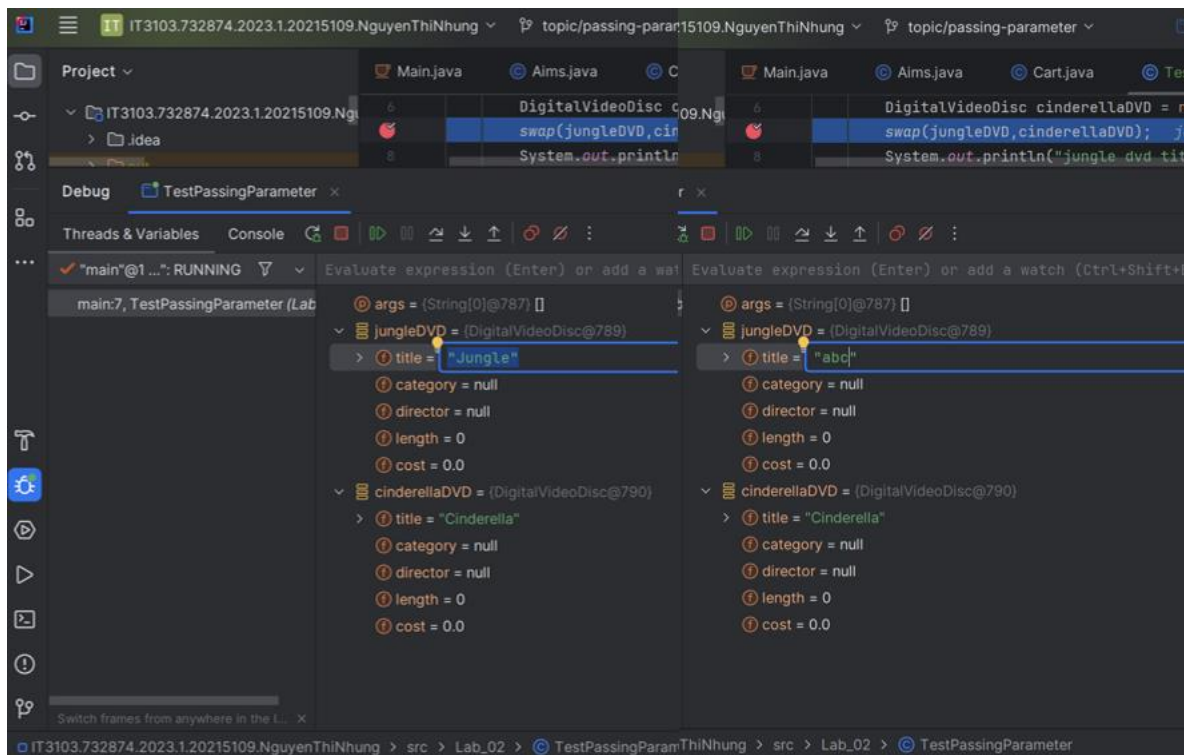 IT IT3103.732874.2023.1.20215109.NguyenThiNhung topic/passing-param
Project
Main.java Aims.java C
IT3103.732874.2023.1.20215109.Ngu
.idea
6 DigitalVideoDisc c
swap(jungleDVD,cin
8 System.out.println
Debug TestPassingParameter ×
Threads & Variables Console
"main"@1 ...": RUNNING
Evaluate expression (Enter) or add a wat
main:7, TestPassingParameter (Lab
args = {String[0]@787} []
jungleDVD = {DigitalVideoDisc@789}
title = "Jungle"
category = null
director = null
length = 0
cost = 0.0
cinderellaDVD = {DigitalVideoDisc@790}
title = "Cinderella"
category = null
director = null
length = 0
cost = 0.0
Switch frames from anywhere in the I... ×
IT3103.732874.2023.1.20215109.NguyenThiNhung > src > Lab_02 > TestPassingParam
15109.NguyenThiNhung topic/passing-parameter
Main.java Aims.java Cart.java Tes
09.Ngu
6 DigitalVideoDisc cinderellaDVD = n
swap(jungleDVD,cinderellaDVD); j
8 System.out.println("jungle dvd tit
r ×
Evaluate expression (Enter) or add a watch (Ctrl+Shift+E
args = {String[0]@787} []
jungleDVD = {DigitalVideoDisc@789}
title = "abc"
category = null
director = null
length = 0
cost = 0.0
cinderellaDVD = {DigitalVideoDisc@790}
title = "Cinderella"
category = null
director = null
length = 0
cost = 0.0
ThiNhung > src > Lab_02 > TestPassingParameter